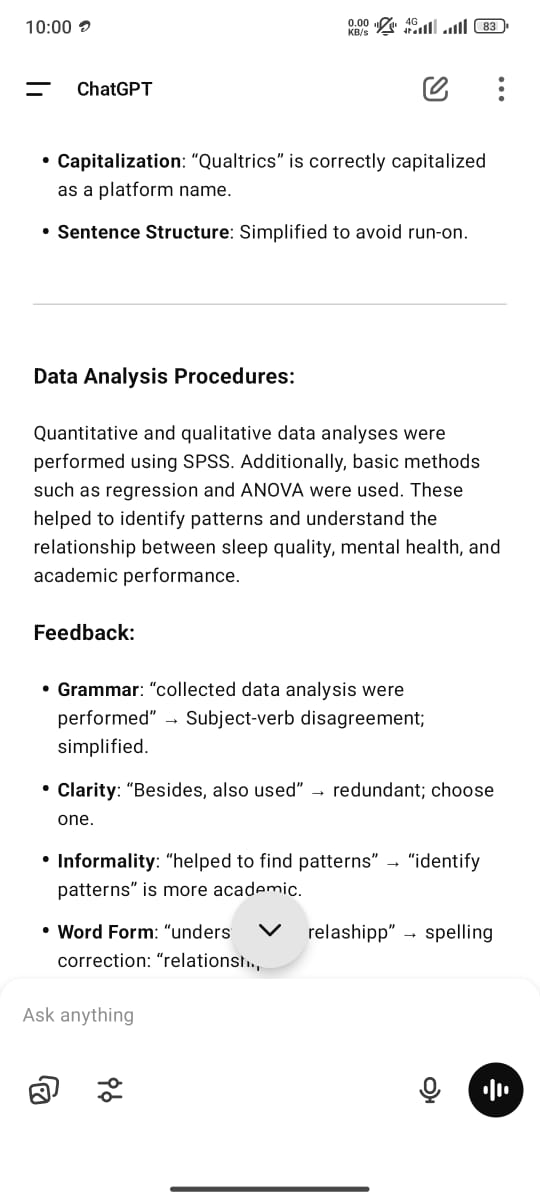 10:00
0.00 KB/s 4G 83
ChatGPT
• Capitalization: “Qualtrics” is correctly capitalized
as a platform name.
• Sentence Structure: Simplified to avoid run-on.
Data Analysis Procedures:
Quantitative and qualitative data analyses were
performed using SPSS. Additionally, basic methods
such as regression and ANOVA were used. These
helped to identify patterns and understand the
relationship between sleep quality, mental health, and
academic performance.
Feedback:
• Grammar: “collected data analysis were
performed” → Subject-verb disagreement;
simplified.
• Clarity: “Besides, also used” → redundant; choose
one.
• Informality: “helped to find patterns” → “identify
patterns” is more academic.
• Word Form: relashipp” → spelling
correction:
Ask anything